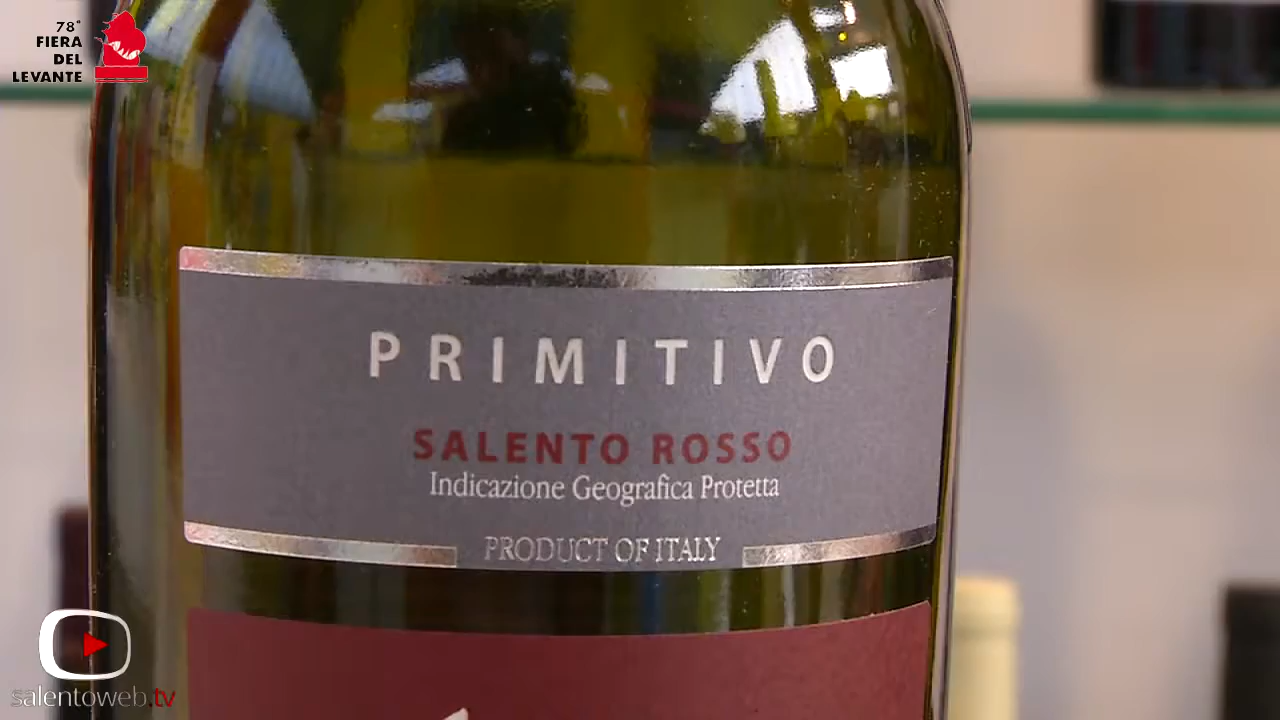 78°
FIERA
DEL
LEVANTE
PRIMITIVO
SALENTO ROSSO
Indicazione Geografica Protetta
PRODUCT OF ITALY
salentoweb.tv